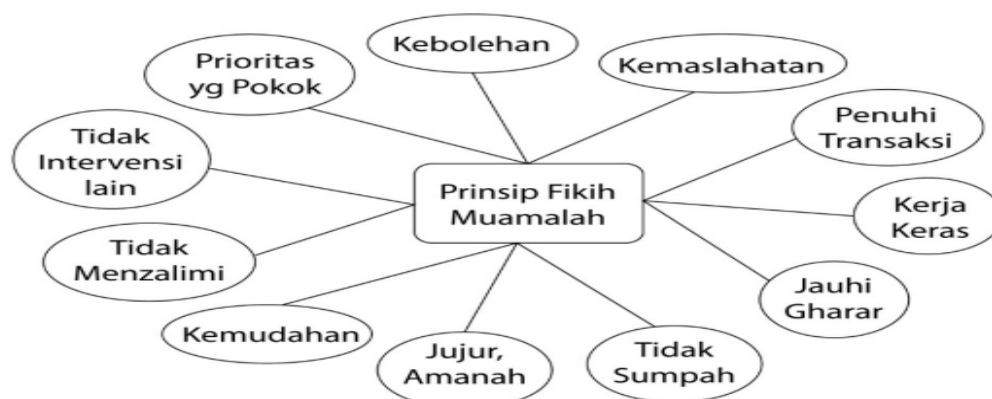 Kebolehan
Prioritas
yg Pokok
Kemaslahatan
Penuhi
Transaksi
Tidak
Intervensi
lain
Prinsip Fikih
Muamalah
Kerja
Keras
Tidak
Menzalimi
Jauhi
Gharar
Kemudahan
Jujur,
Amanah
Tidak
Sumpah